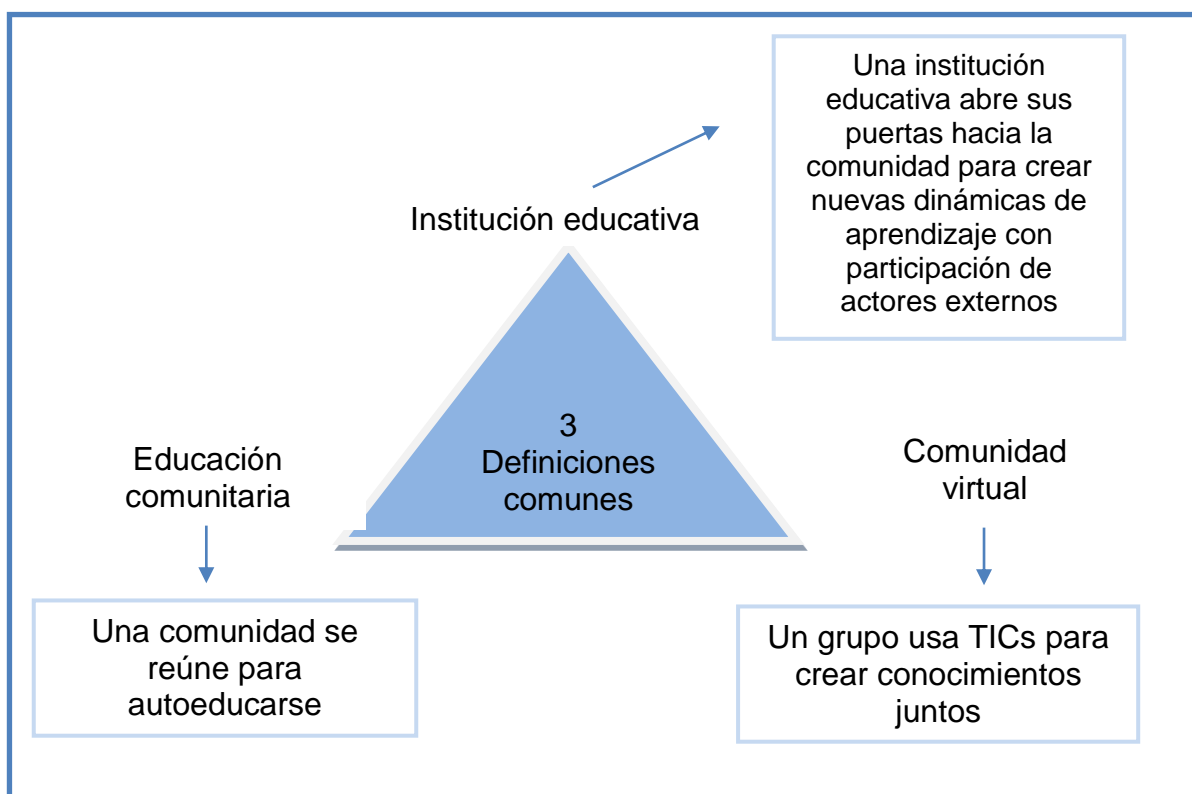 Una institución
educativa abre sus
puertas hacia la
comunidad para crear
nuevas dinámicas de
aprendizaje con
participación de
actores externos
Institución educativa
3
Definiciones
comunes
Educación
comunitaria
Comunidad
virtual
Una comunidad se
reúne para
autoeducarse
Un grupo usa TICs para
crear conocimientos
juntos